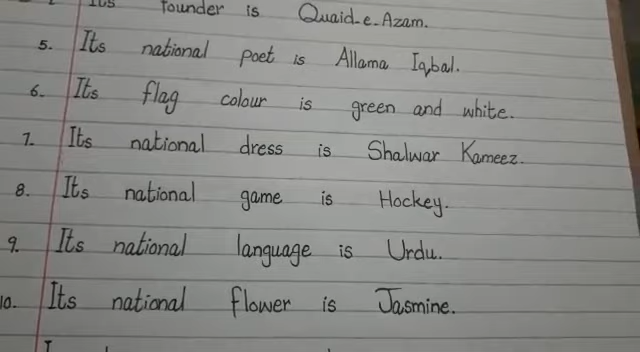 Its founder is Quaid-e-Azam.
5. Its national poet is Allama Iqbal.
6. Its flag colour is green and white.
7. Its national dress is Shalwar Kameez.
8. Its national game is Hockey.
9. Its national language is Urdu.
10. Its national flower is Jasmine.